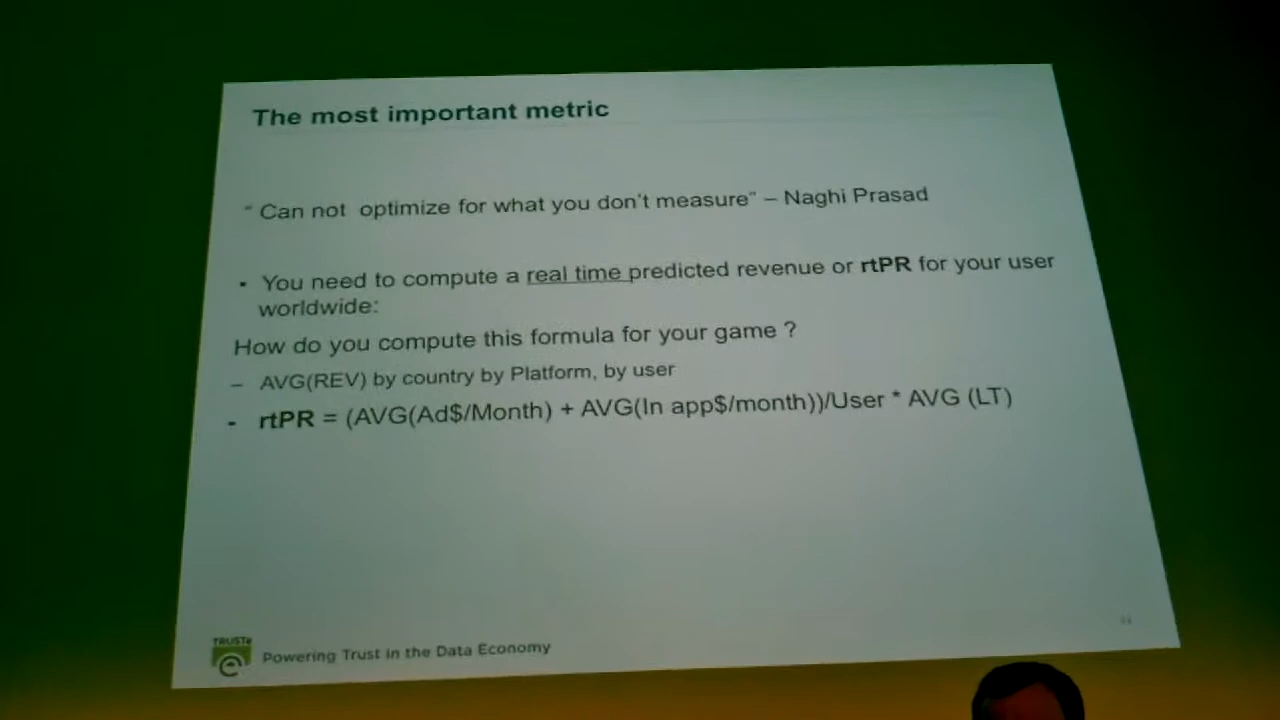 The most important metric
" Can not optimize for what you don't measure" – Naghi Prasad
• You need to compute a real time predicted revenue or rtPR for your user
worldwide:
How do you compute this formula for your game ?
– AVG(REV) by country by Platform, by user
- rtPR = (AVG(Ad$/Month) + AVG(In app$/month))/User * AVG (LT)
TRUSTe
Powering Trust in the Data Economy